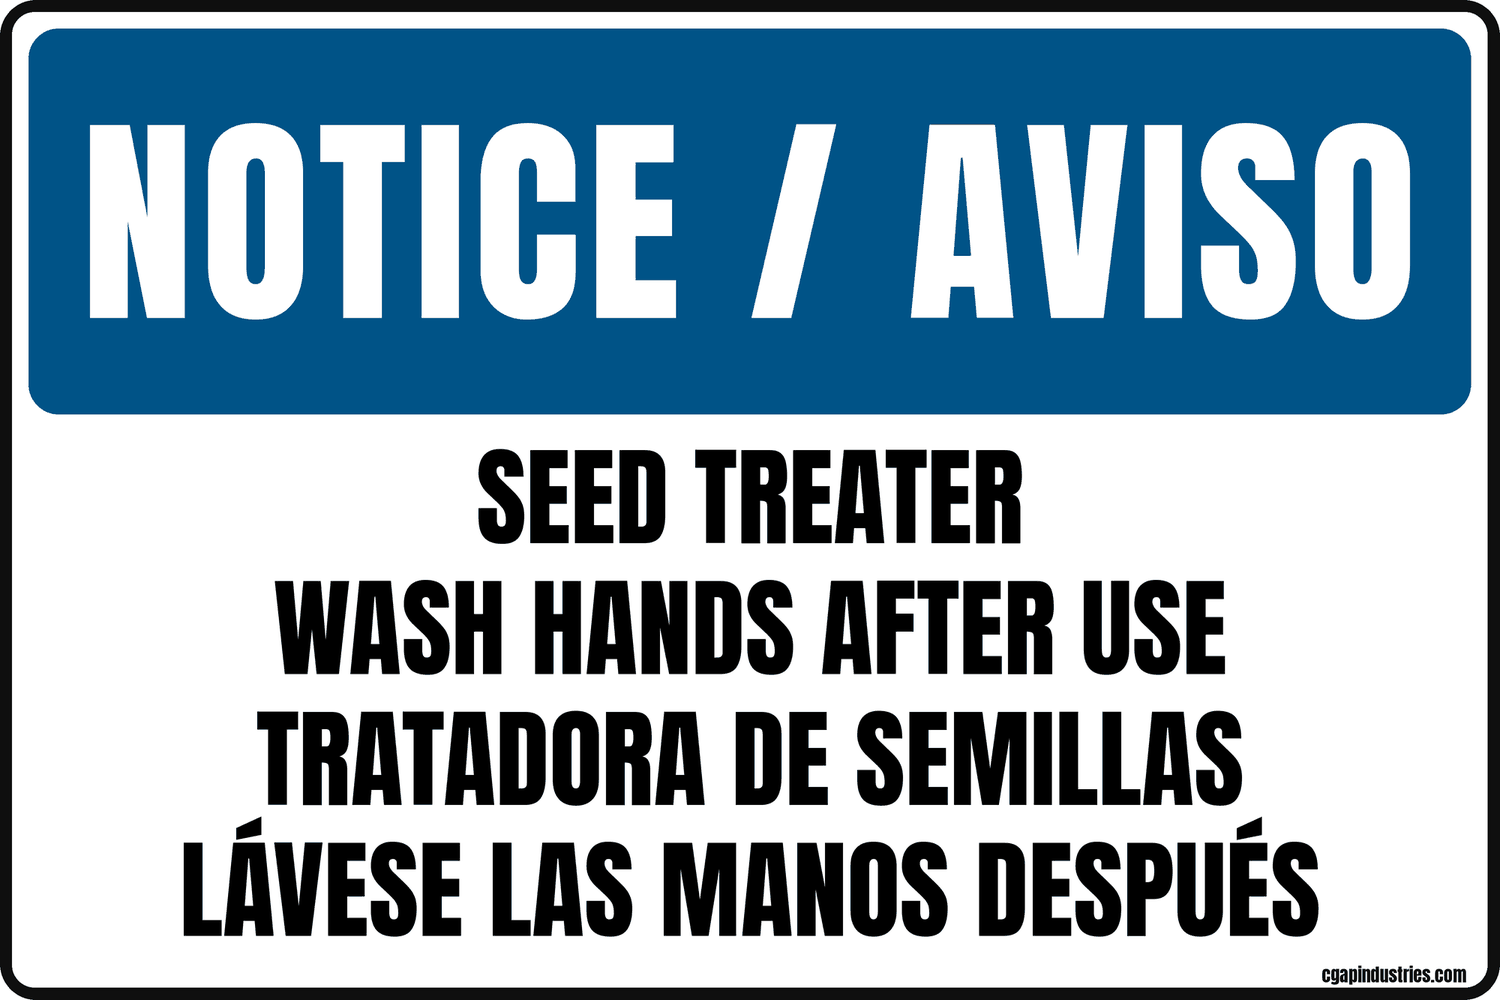 NOTICE / AVISO
SEED TREATER
WASH HANDS AFTER USE
TRATADORA DE SEMILLAS
LÁVESE LAS MANOS DESPUÉS
cgapindustries.com